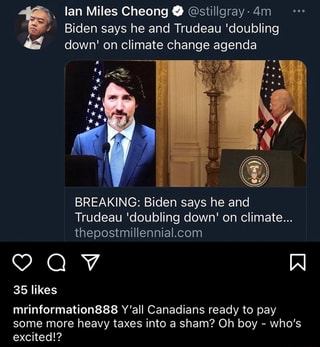 Ian Miles Cheong @stillgray · 4m
Biden says he and Trudeau 'doubling
down' on climate change agenda
BREAKING: Biden says he and
Trudeau 'doubling down' on climate...
thepostmillennial.com
35 likes
mrinformation888 Y'all Canadians ready to pay
some more heavy taxes into a sham? Oh boy - who's
excited!?